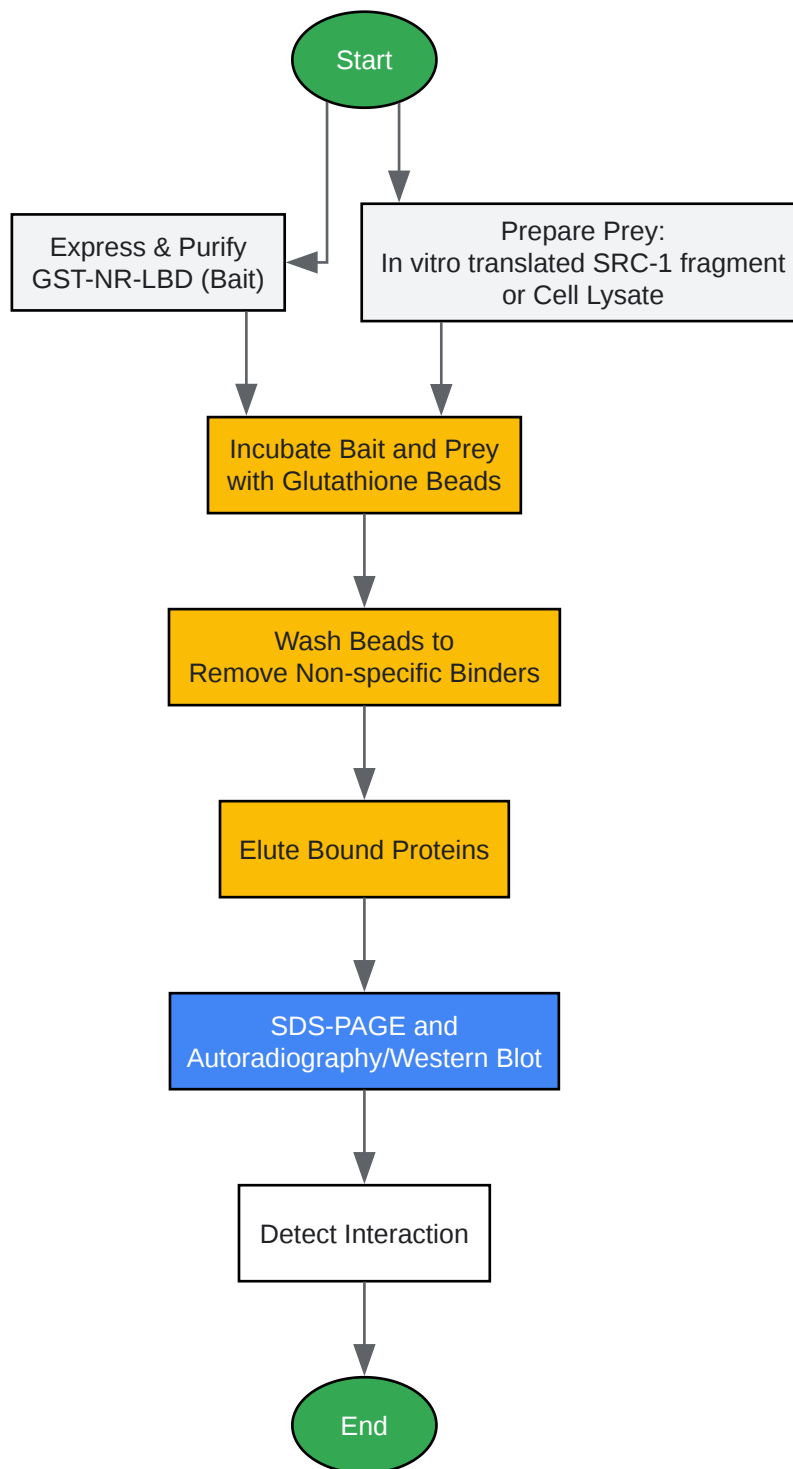 Start
Express & Purify
GST-NR-LBD (Bait)
Prepare Prey:
In vitro translated SRC-1 fragment
or Cell Lysate
Incubate Bait and Prey
with Glutathione Beads
Wash Beads to
Remove Non-specific Binders
Elute Bound Proteins
SDS-PAGE and
Autoradiography/Western Blot
Detect Interaction
End